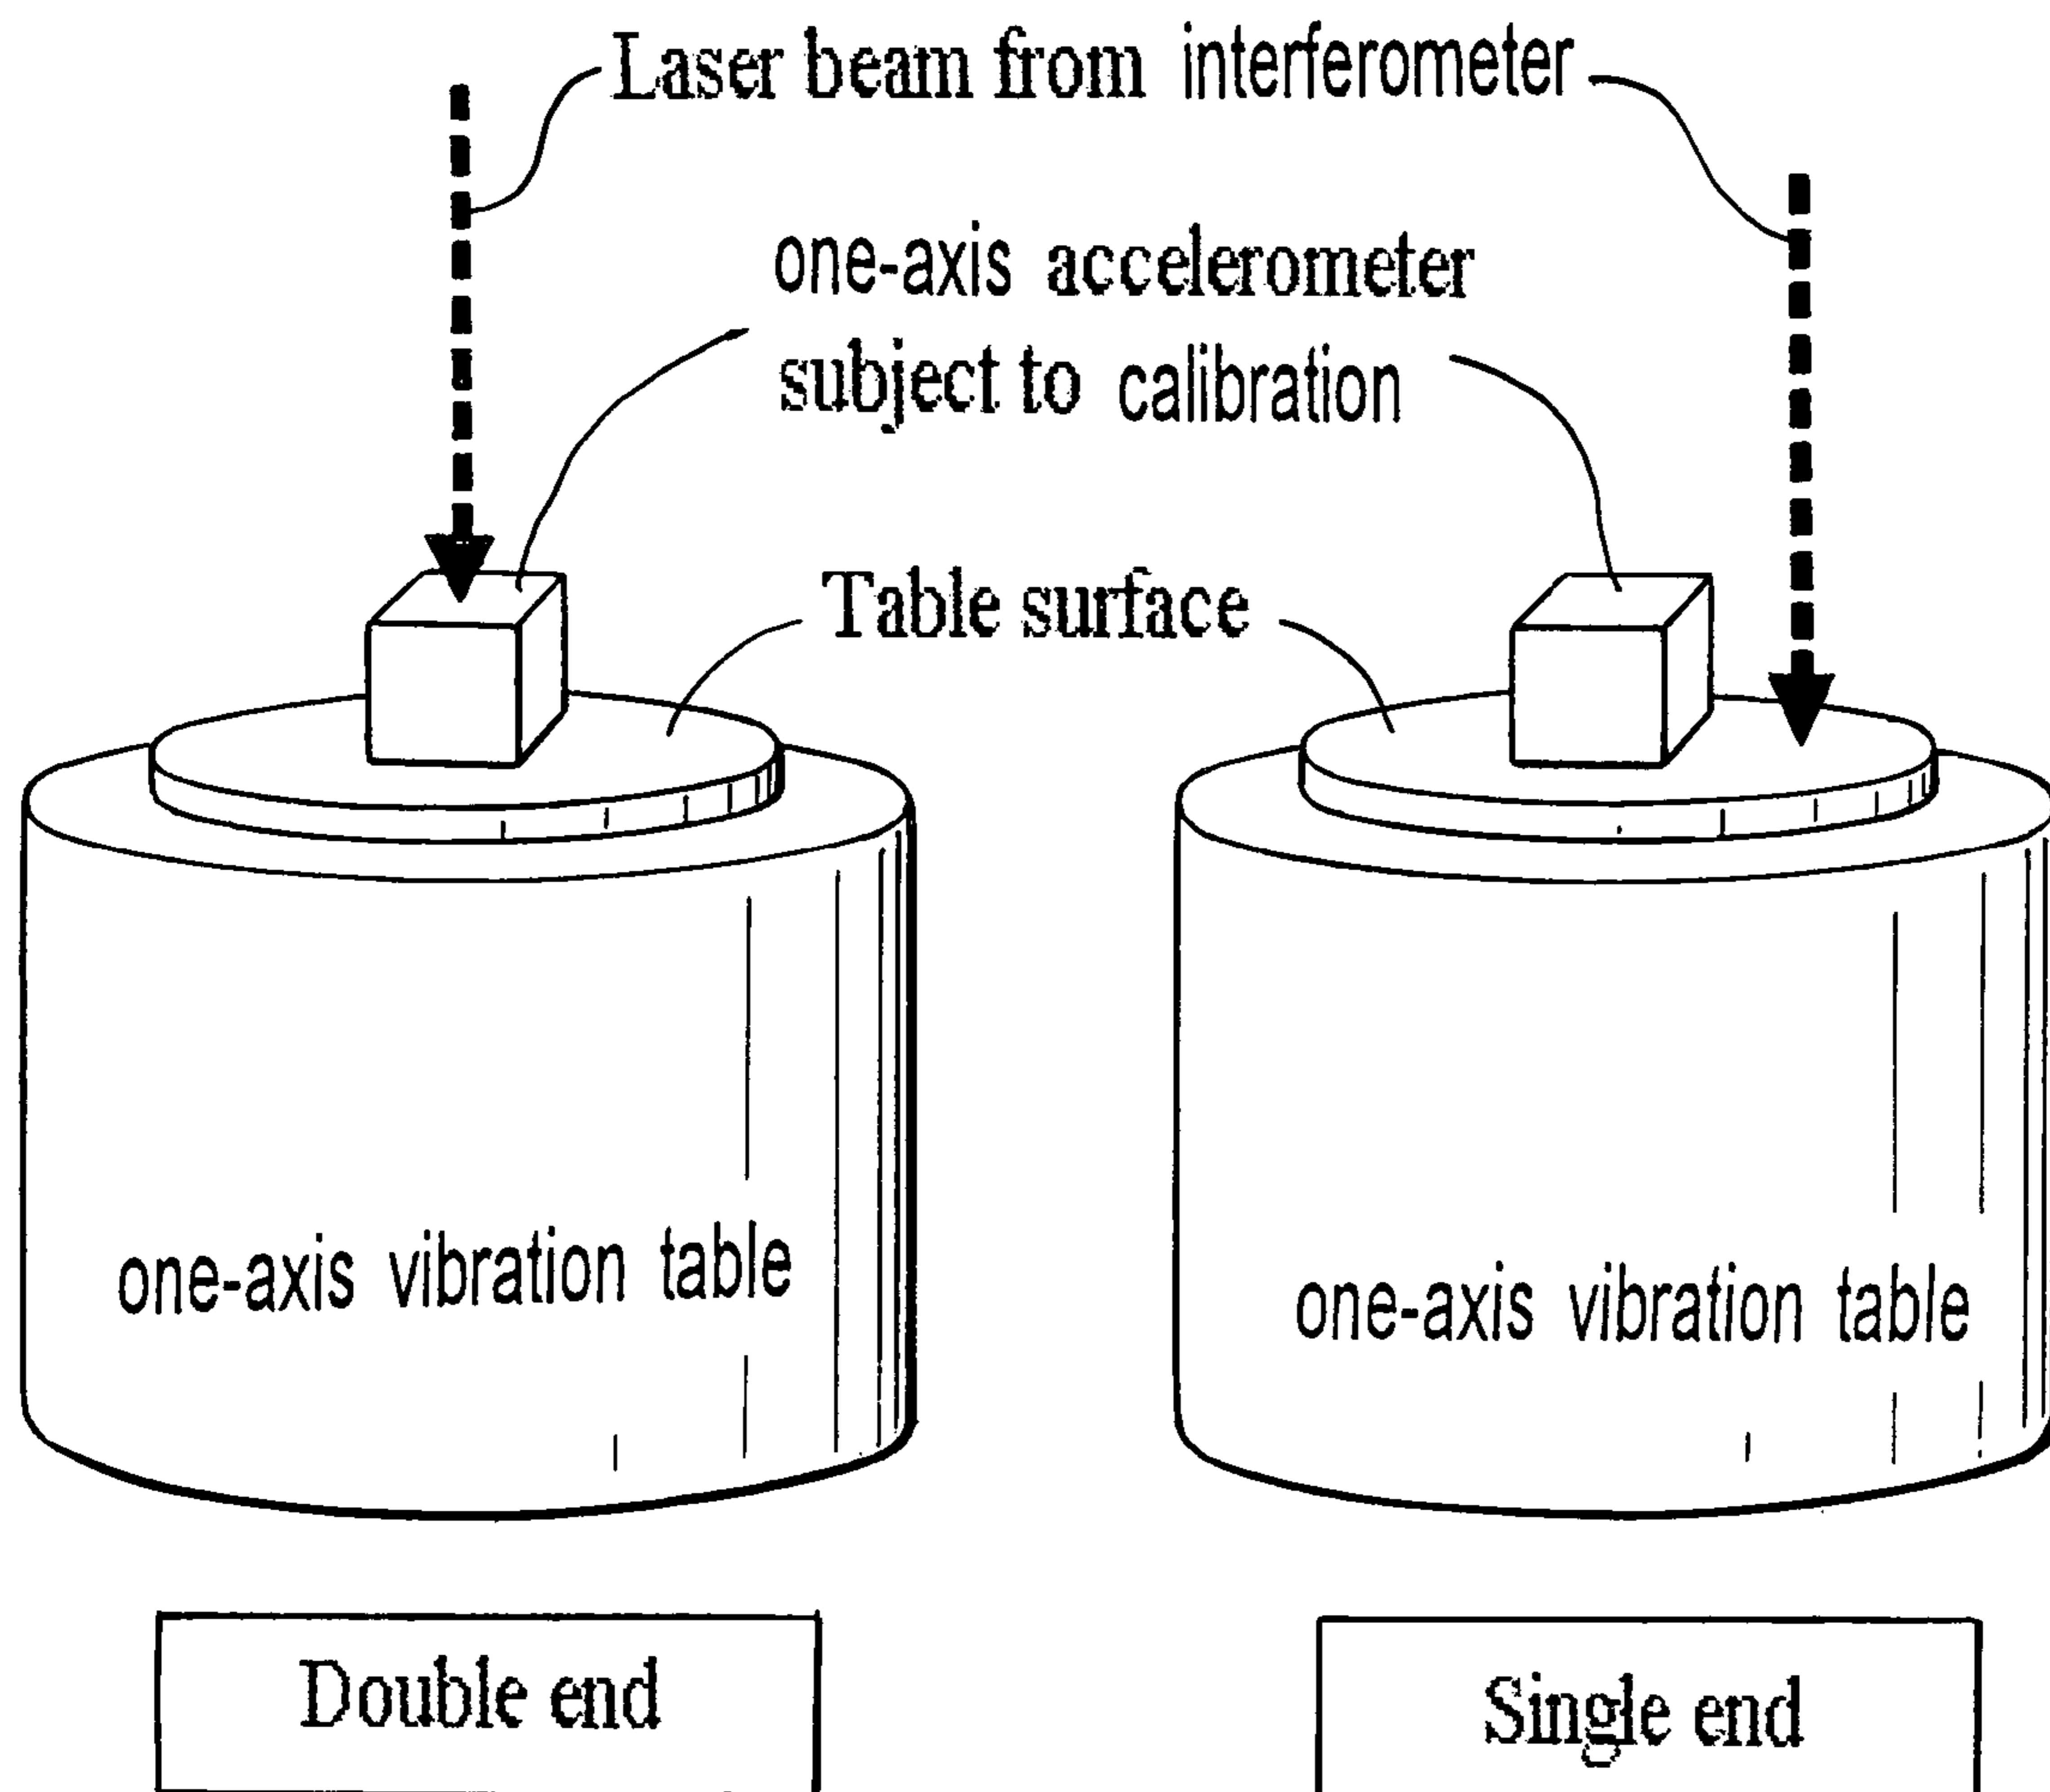 Laser beam from interferometer
one-axis accelerometer
subject to calibration
Table surface
one-axis vibration table
one-axis vibration table
Double end
Single end